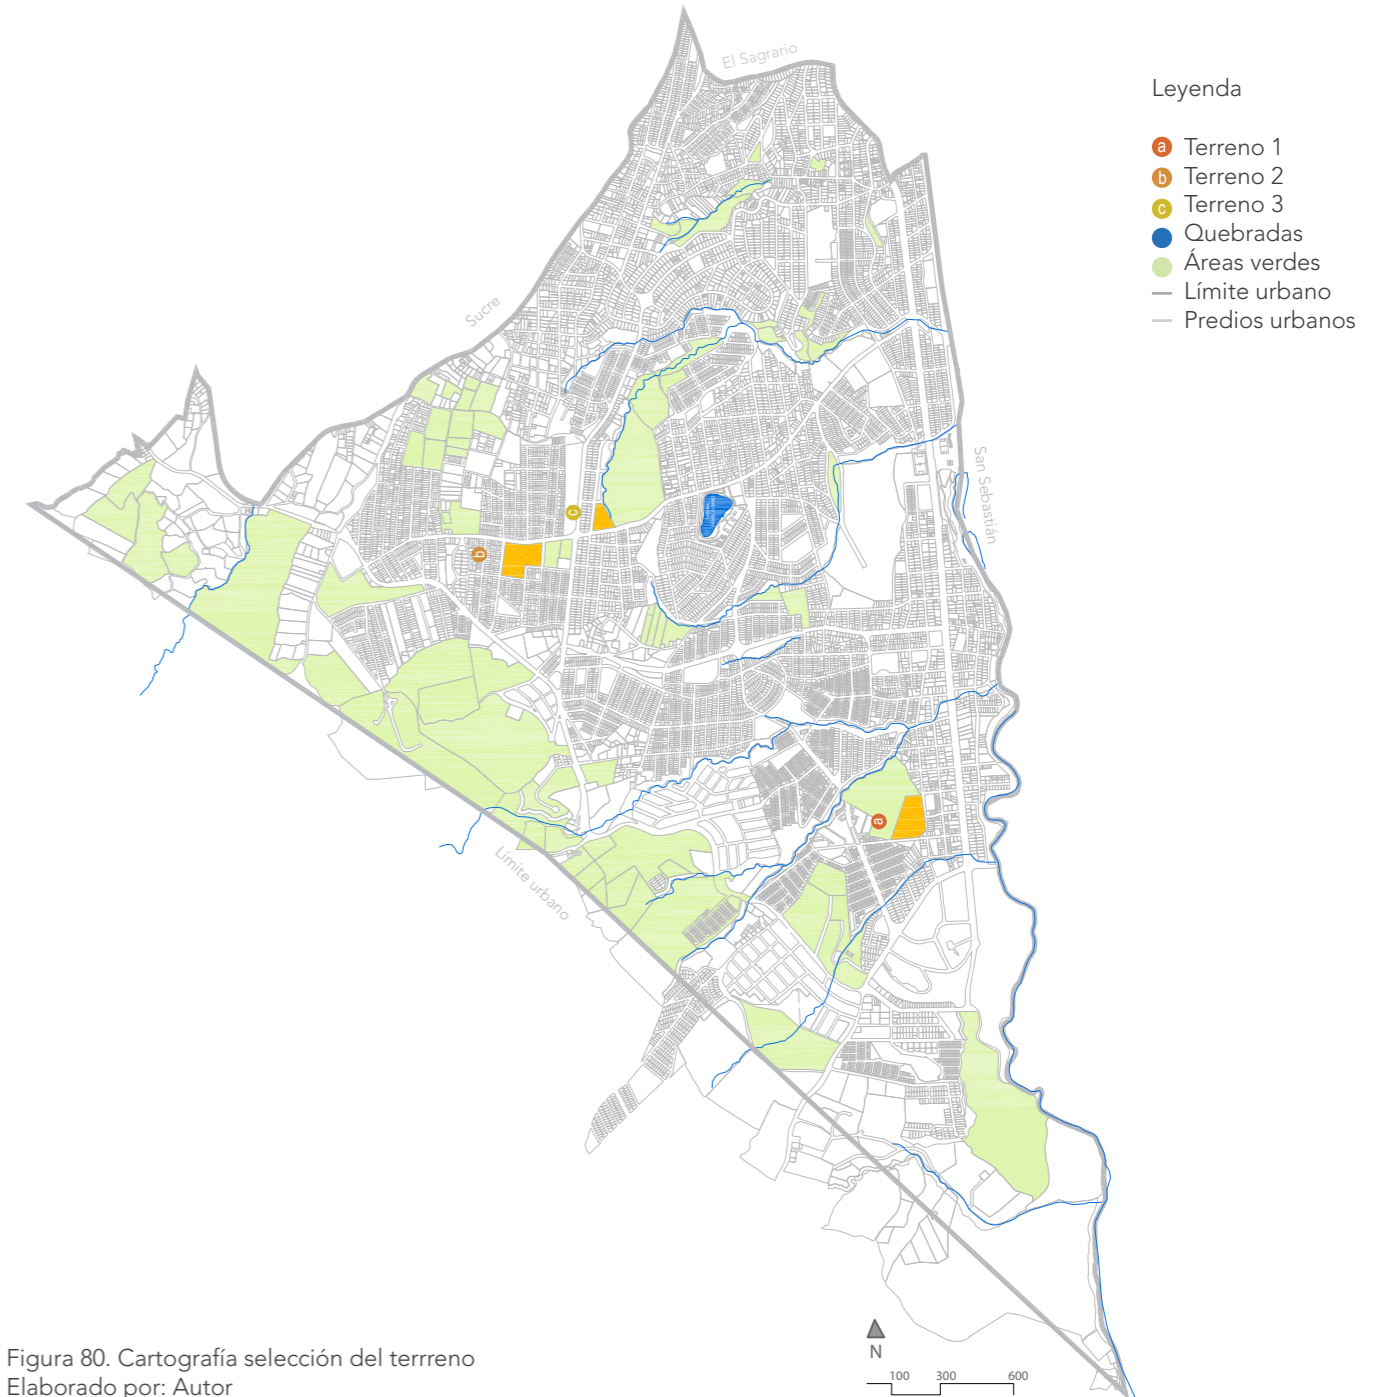 El Sagrario
Leyenda
a Terreno 1
b Terreno 2
c Terreno 3
Quebradas
Áreas verdes
Límite urbano
Predios urbanos
Sucre
San Sebastián
c
b
a
Límite urbano
N
100 300 600
Figura 80. Cartografía selección del terrreno
Elaborado por: Autor